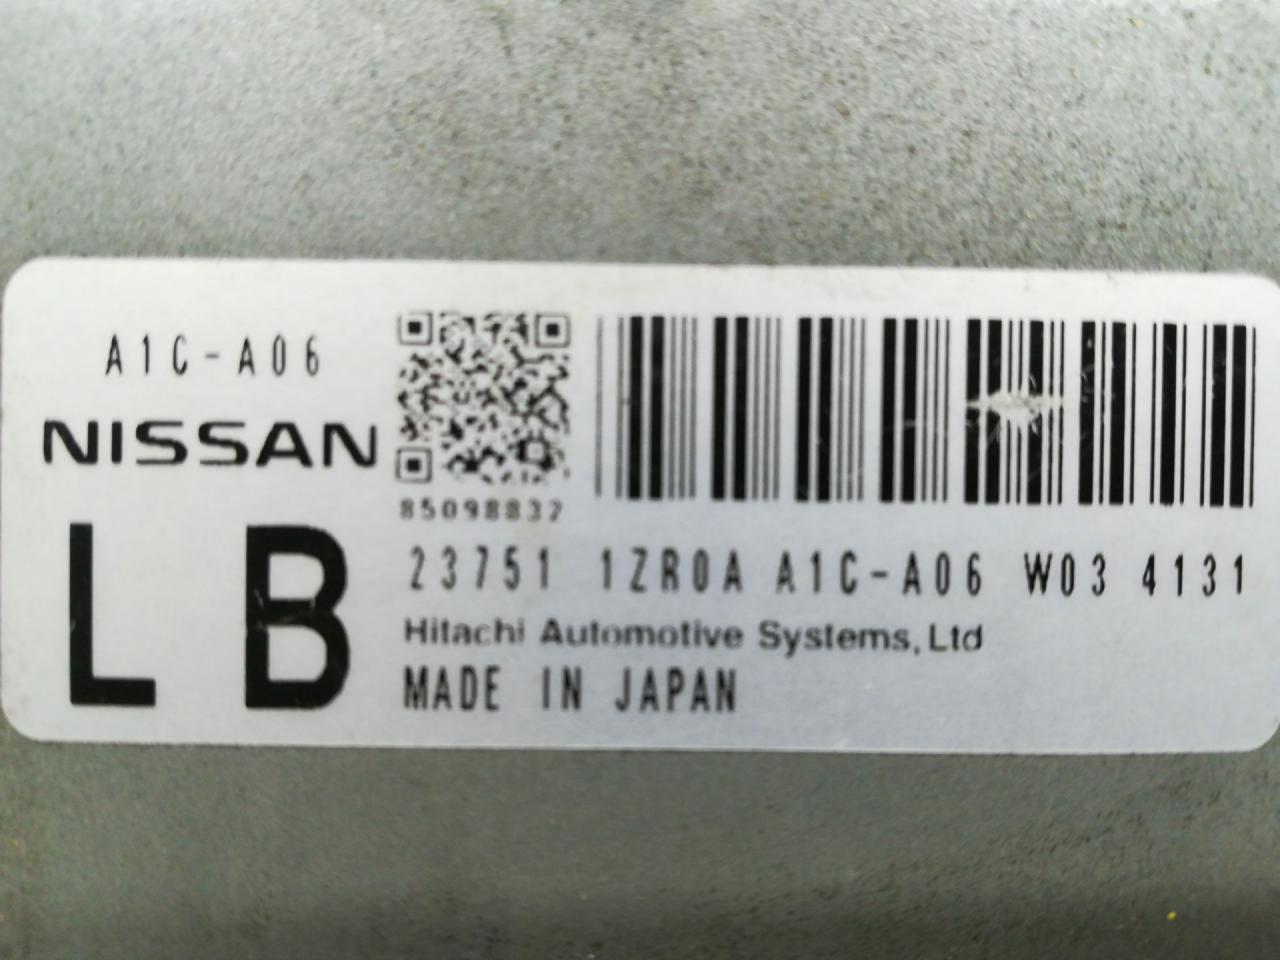 A1C-A06
NISSAN
LB
85098832
23751 1ZR0A A1C-A06 W03 4131
Hitachi Automotive Systems,Ltd
MADE IN JAPAN